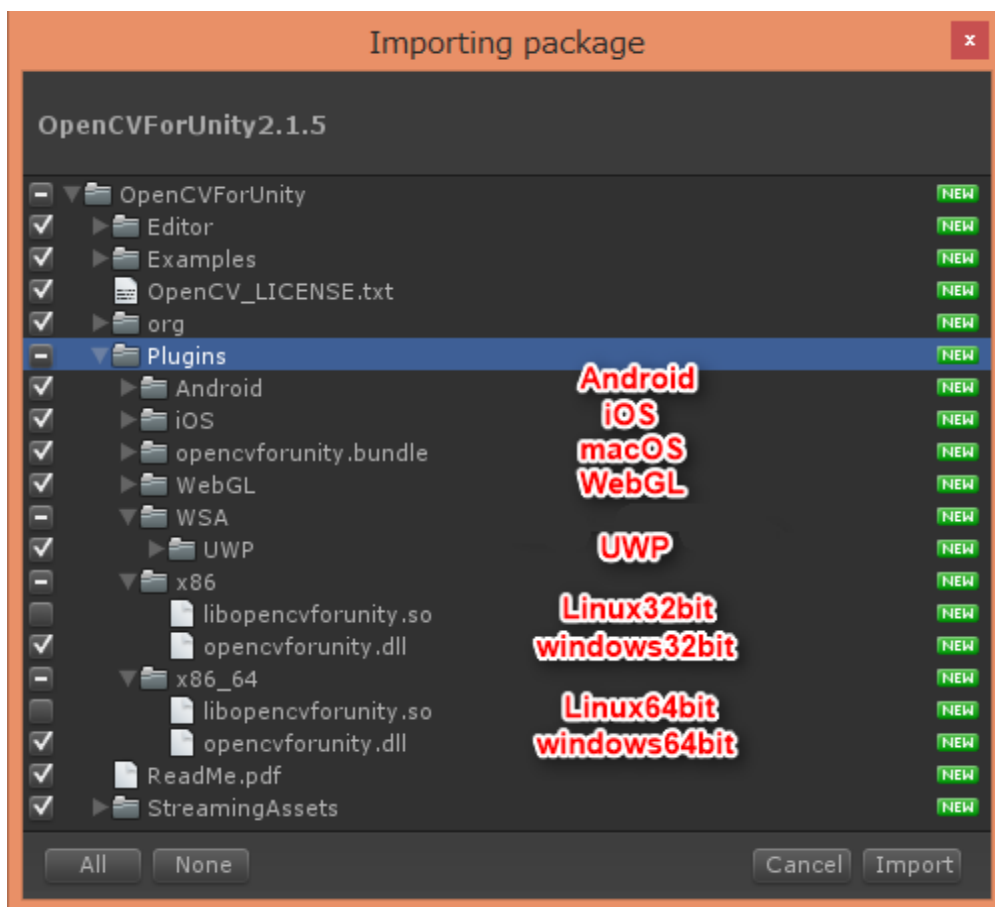 Importing package
x
OpenCVForUnity2.1.5
OpenCVForUnity NEW
Editor NEW
Examples NEW
OpenCV_LICENSE.txt NEW
org NEW
Plugins NEW
Android Android NEW
iOS iOS NEW
opencvforunity.bundle macOS NEW
WebGL WebGL NEW
WSA NEW
UWP UWP NEW
x86 NEW
libopencvforunity.so Linux32bit NEW
opencvforunity.dll windows32bit NEW
x86_64 NEW
libopencvforunity.so Linux64bit NEW
opencvforunity.dll windows64bit NEW
ReadMe.pdf NEW
StreamingAssets NEW
All None Cancel Import